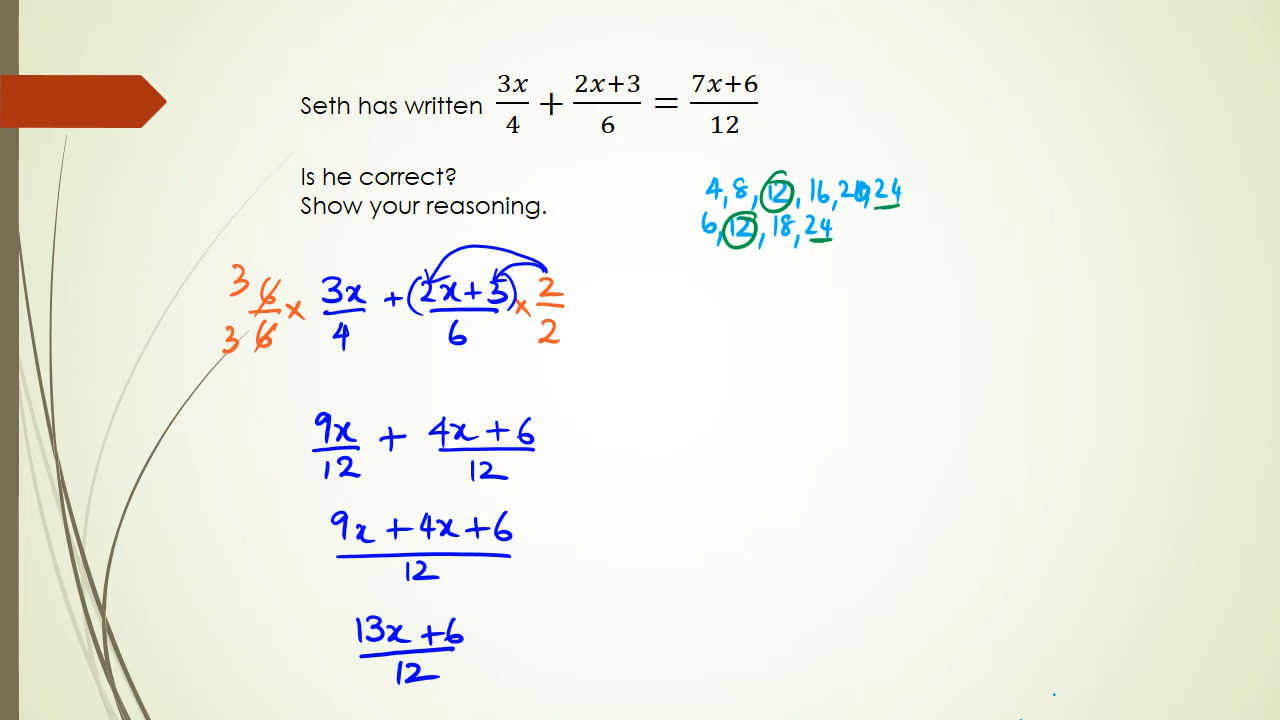 Seth has written 3x/4 + 2x+3/6 = 7x+6/12
Is he correct?
Show your reasoning.
4, 8, 12, 16, 20, 24
6, 12, 18, 24
3 6/3 6 × 3x/4 + (2x+3)/6 × 2/2
9x/12 + 4x+6/12
9x+4x+6/12
13x+6/12